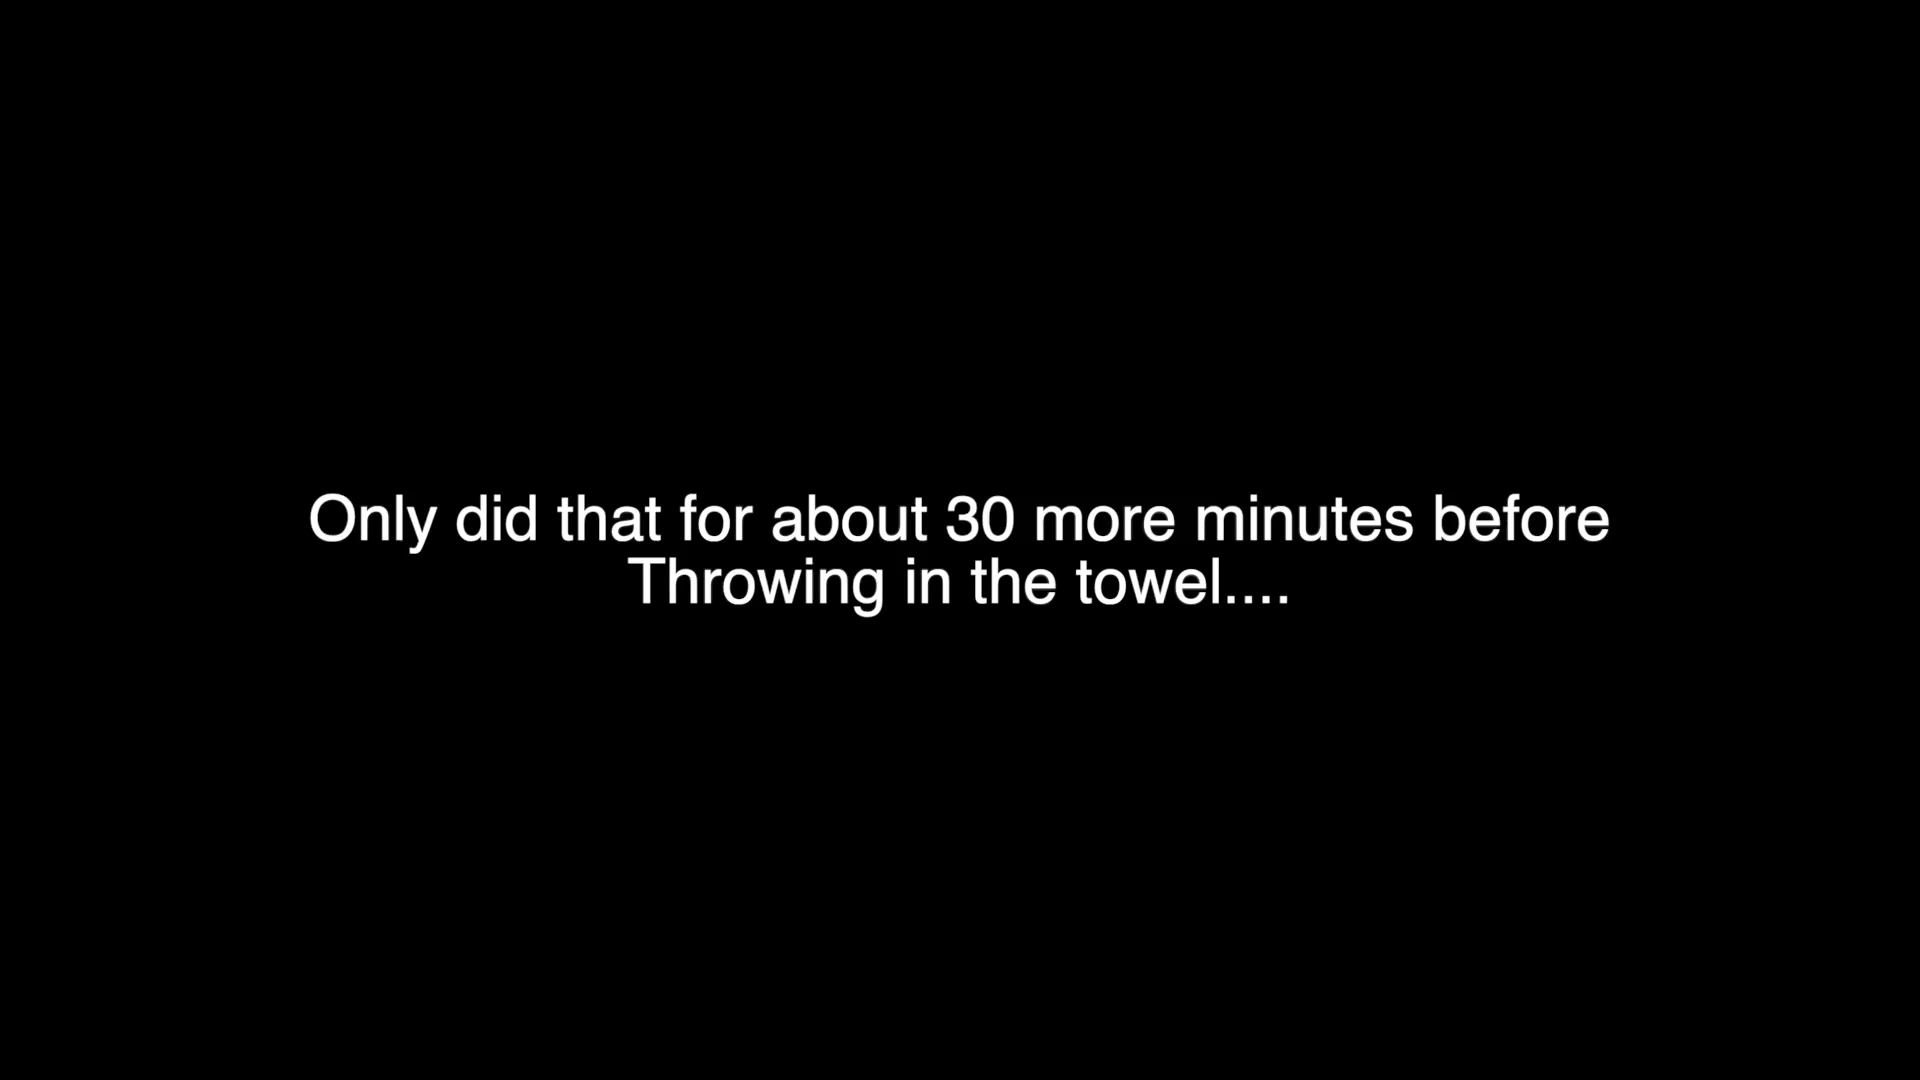 Only did that for about 30 more minutes before
Throwing in the towel....